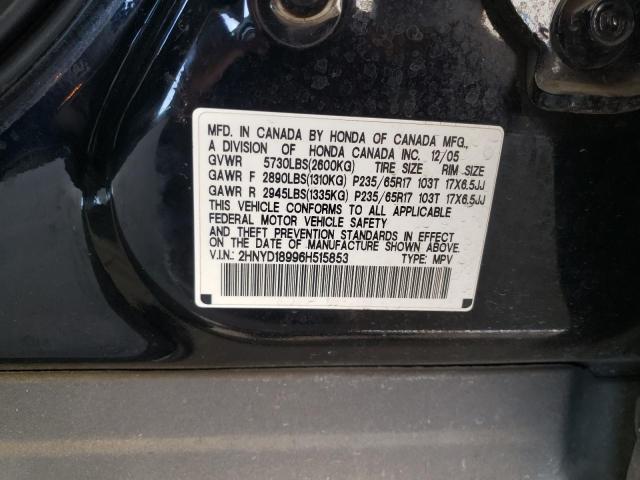 MFD. IN CANADA BY HONDA OF CANADA MFG.,
A DIVISION OF HONDA CANADA INC. 12/05
GVWR 5730LBS(2600KG) TIRE SIZE RIM SIZE
GAWR F 2890LBS(1310KG) P235/65R17 103T 17X6.5JJ
GAWR R 2945LBS(1335KG) P235/65R17 103T 17X6.5JJ
THIS VEHICLE CONFORMS TO ALL APPLICABLE
FEDERAL MOTOR VEHICLE SAFETY
AND THEFT PREVENTION STANDARDS IN EFFECT
ON THE DATE OF MANUFACTURE SHOWN ABOVE.
V.I.N.: 2HNYD18996H515853 TYPE: MPV